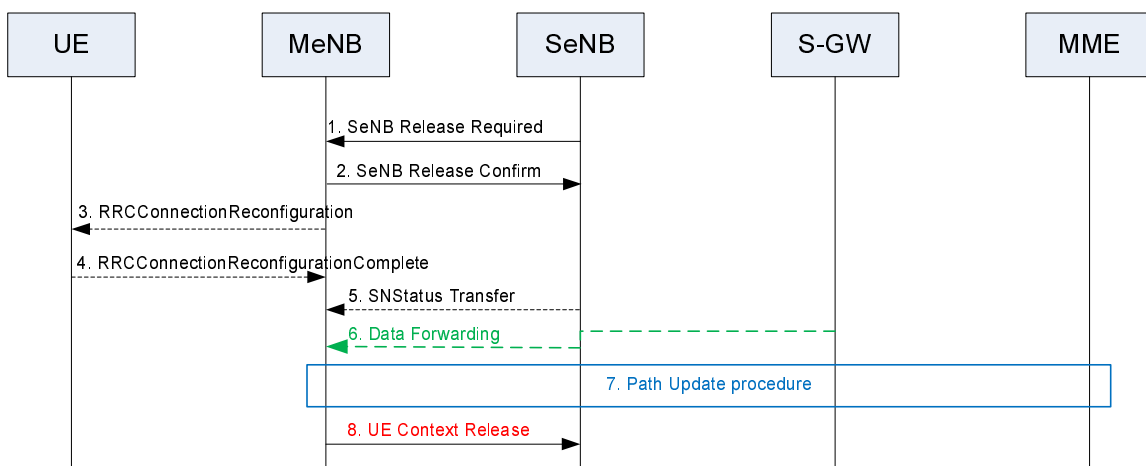 UE
MeNB
SeNB
S-GW
MME
1. SeNB Release Required
2. SeNB Release Confirm
3. RRCConnectionReconfiguration
4. RRCConnectionReconfigurationComplete
5. SNStatus Transfer
6. Data Forwarding
7. Path Update procedure
8. UE Context Release